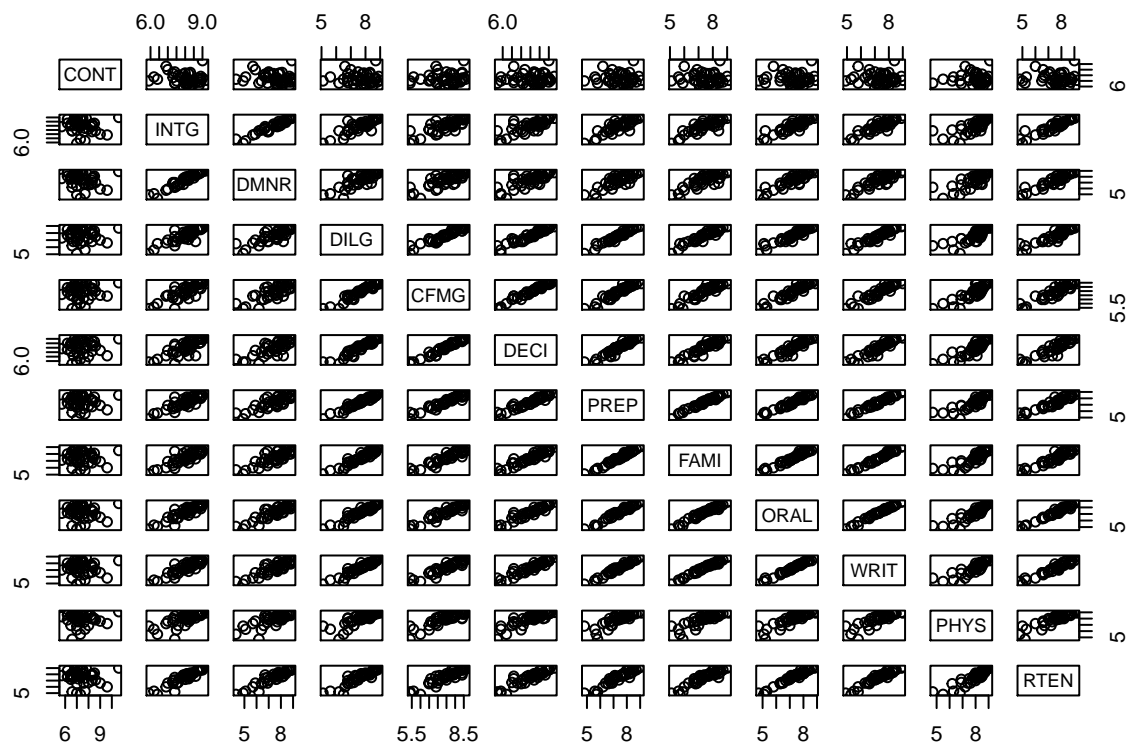 6.0 9.0 5 8 6.0 5 8 5 8 5 8
CONT 6
6.0 INTG
DMNR 5
5 DILG
CFMG 5.5
6.0 DECI
PREP 5
5 FAMI
ORAL 5
5 WRIT
PHYS 5
5 RTEN
6 9 5 8 5.5 8.5 5 8 5 8 5 8